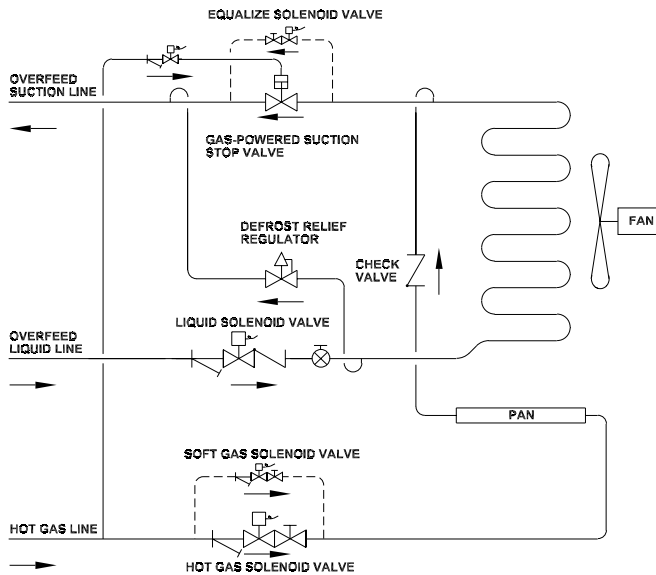 EQUALIZE SOLENOID VALVE
OVERFEED
SUCTION LINE
GAS-POWERED SUCTION
STOP VALVE
FAN
DEFROST RELIEF
REGULATOR
CHECK
VALVE
LIQUID SOLENOID VALVE
OVERFEED
LIQUID LINE
PAN
SOFT GAS SOLENOID VALVE
HOT GAS LINE
HOT GAS SOLENOID VALVE